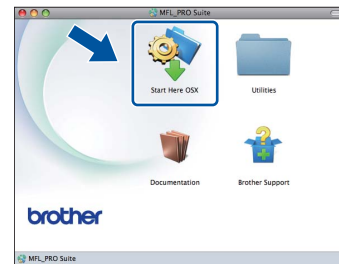 MFL_PRO Suite
Start Here OSX
Utilities
Documentation
Brother Support
brother
MFL_PRO Suite